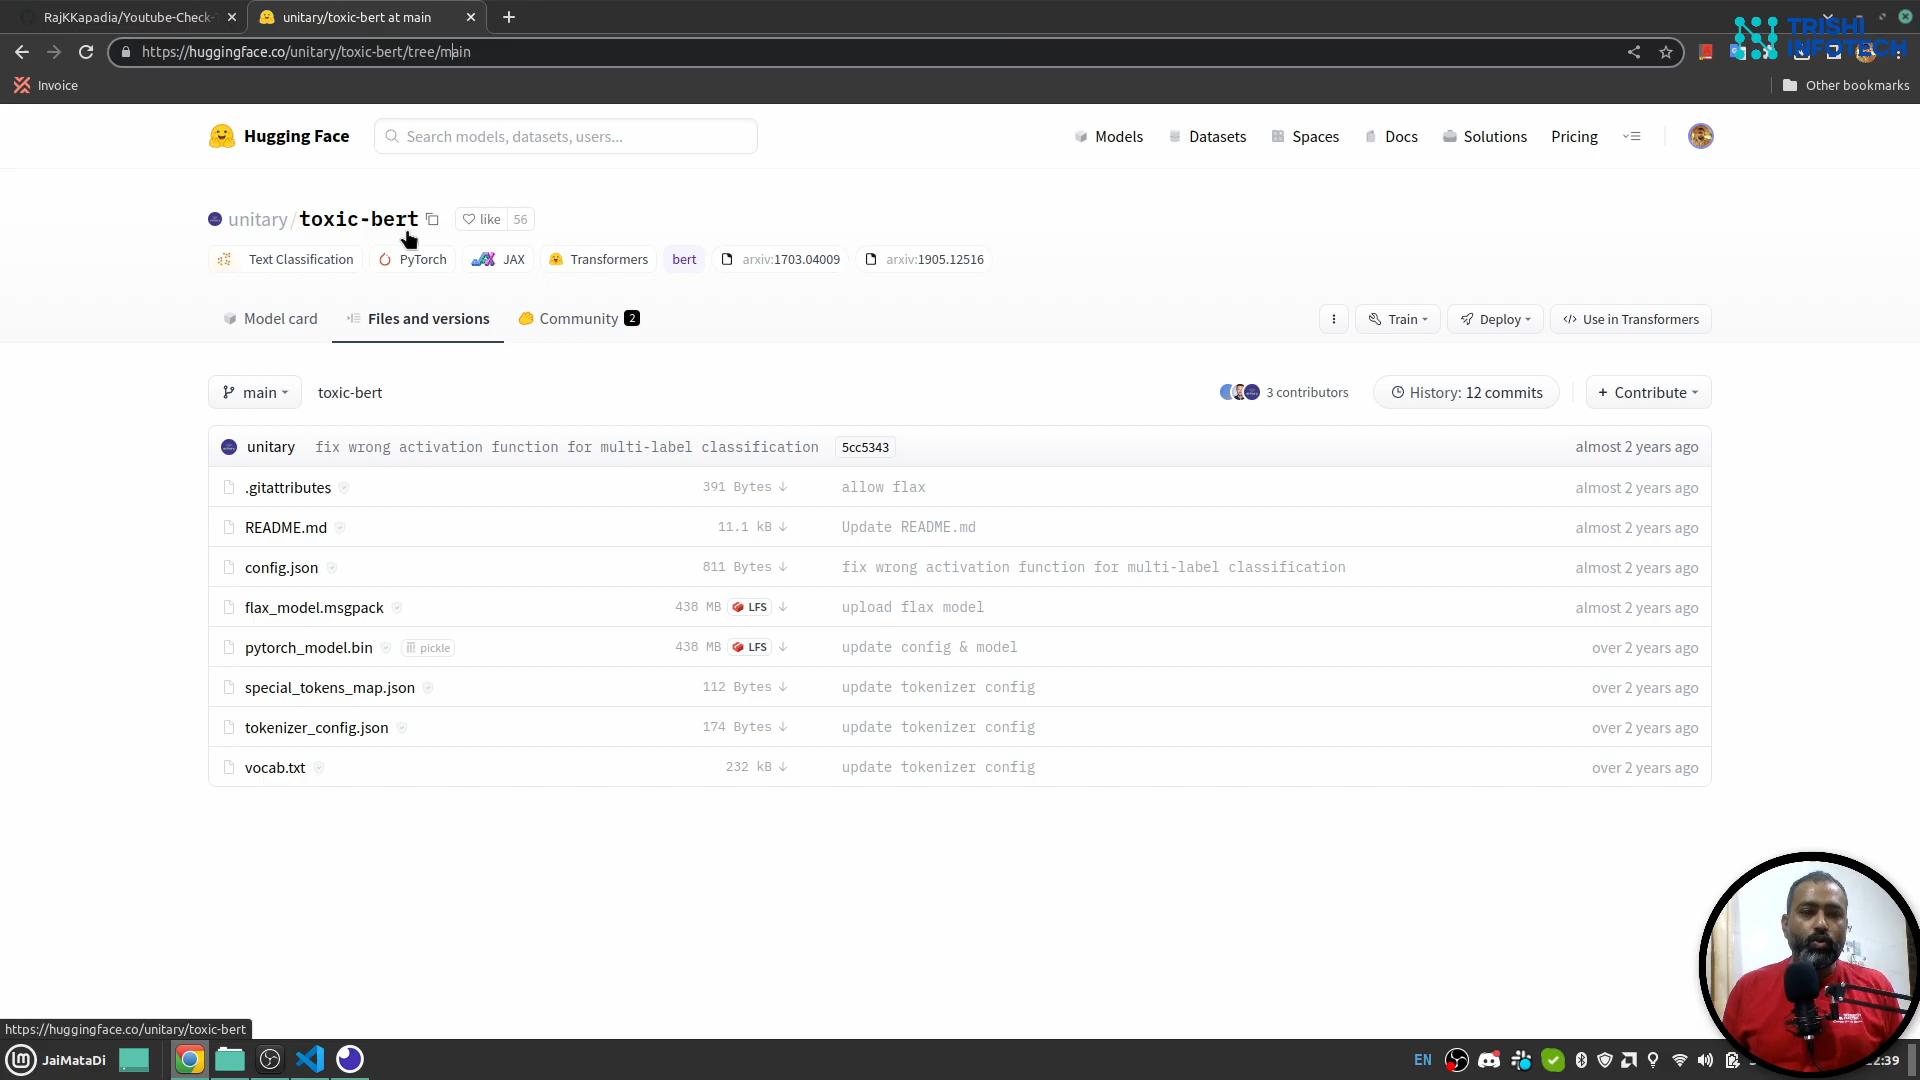 RajKKapadia/Youtube-Check-
unitary/toxic-bert at main
https://huggingface.co/unitary/toxic-bert/tree/main
TRISHI
INFOTECH
Invoice
Other bookmarks
Hugging Face
Search models, datasets, users...
Models
Datasets
Spaces
Docs
Solutions
Pricing
unitary/toxic-bert
like 56
Text Classification
PyTorch
JAX
Transformers
bert
arxiv:1703.04009
arxiv:1905.12516
Model card
Files and versions
Community 2
Train
Deploy
Use in Transformers
main
toxic-bert
3 contributors
History: 12 commits
+ Contribute
unitary fix wrong activation function for multi-label classification 5cc5343 almost 2 years ago
.gitattributes 391 Bytes allow flax almost 2 years ago
README.md 11.1 kB Update README.md almost 2 years ago
config.json 811 Bytes fix wrong activation function for multi-label classification almost 2 years ago
flax_model.msgpack 438 MB LFS upload flax model almost 2 years ago
pytorch_model.bin pickle 438 MB LFS update config & model over 2 years ago
special_tokens_map.json 112 Bytes update tokenizer config over 2 years ago
tokenizer_config.json 174 Bytes update tokenizer config over 2 years ago
vocab.txt 232 kB update tokenizer config over 2 years ago
https://huggingface.co/unitary/toxic-bert
JaiMataDi
EN
2:39